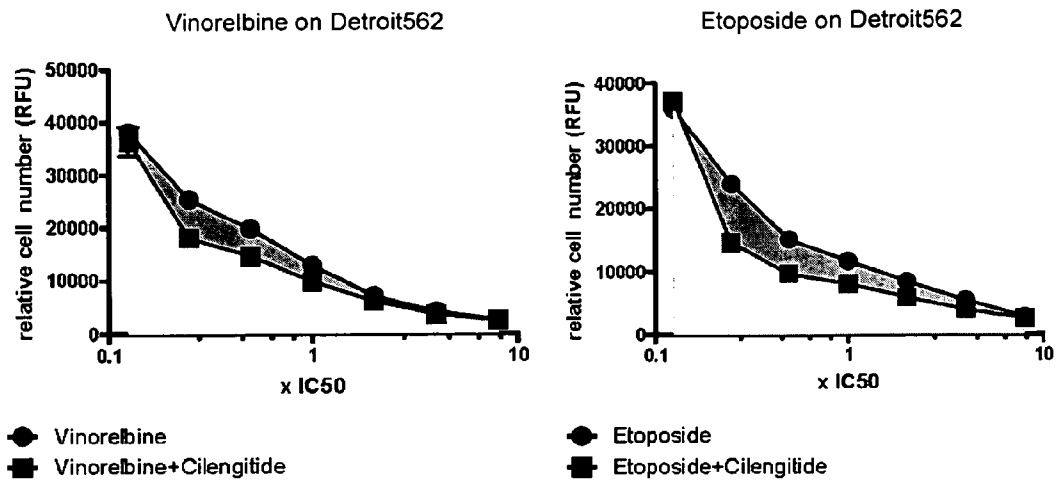 Vinorelbine on Detroit562
relative cell number (RFU)
50000
40000
30000
20000
10000
0
0.1
1
10
x IC50
Vinorelbine
Vinorelbine+Cilengitide
Etoposide on Detroit562
relative cell number (RFU)
40000
30000
20000
10000
0
0.1
1
10
x IC50
Etoposide
Etoposide+Cilengitide